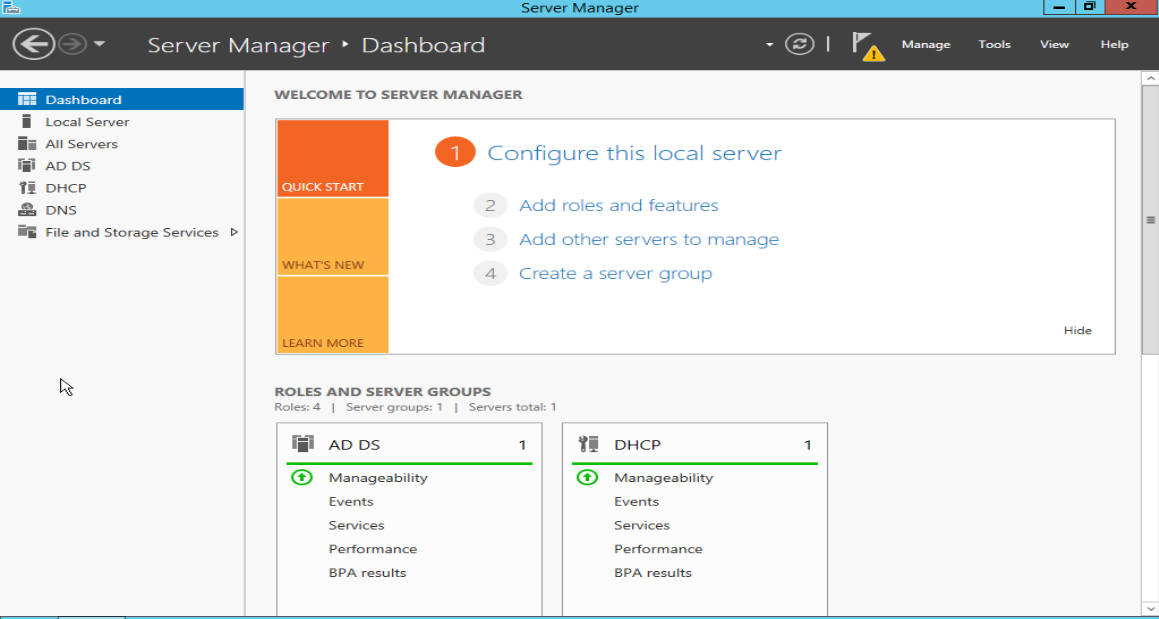 Server Manager
Server Manager ‣ Dashboard
Manage Tools View Help
Dashboard
Local Server
All Servers
AD DS
DHCP
DNS
File and Storage Services
WELCOME TO SERVER MANAGER
QUICK START
WHAT'S NEW
LEARN MORE
1 Configure this local server
2 Add roles and features
3 Add other servers to manage
4 Create a server group
Hide
ROLES AND SERVER GROUPS
Roles: 4 | Server groups: 1 | Servers total: 1
AD DS 1
Manageability
Events
Services
Performance
BPA results
DHCP 1
Manageability
Events
Services
Performance
BPA results